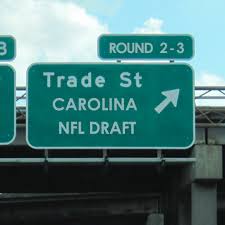 ROUND 2-3
Trade St
CAROLINA
NFL DRAFT